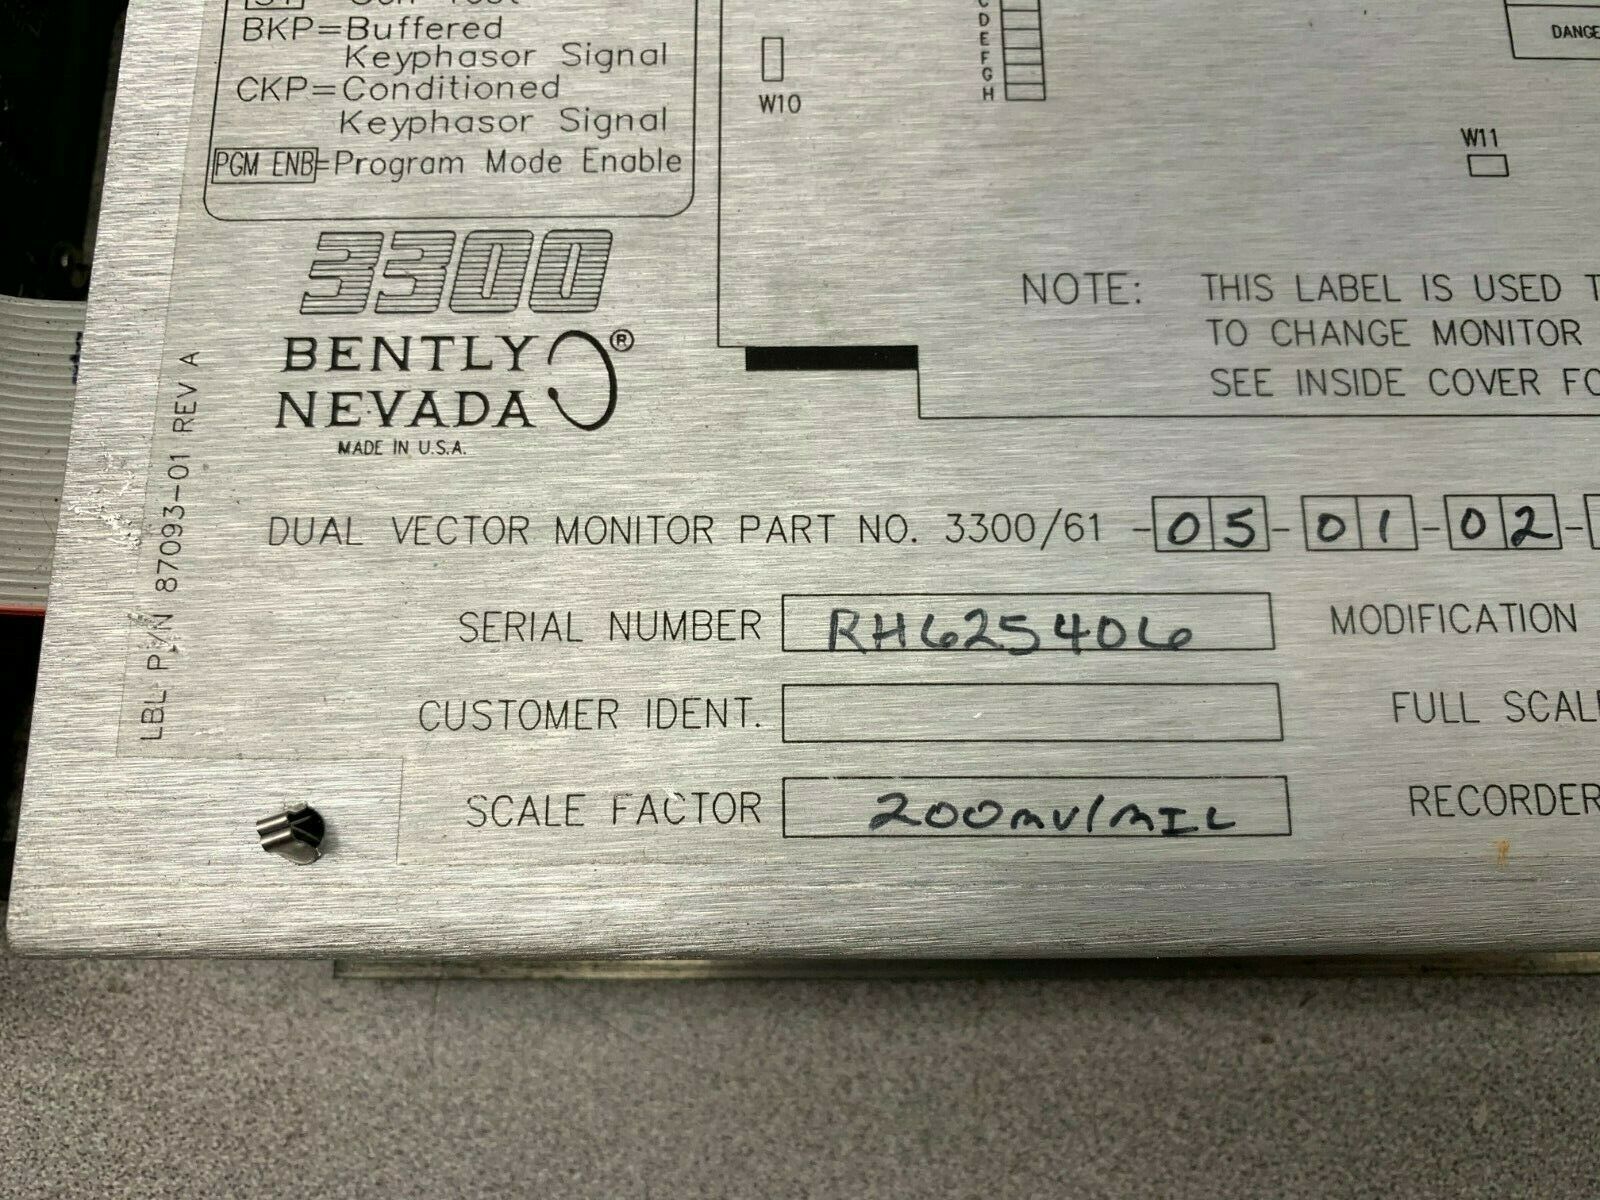 BKP=Buffered
Keyphasor Signal
CKP=Conditioned
Keyphasor Signal
PGM ENB=Program Mode Enable
3300
BENTLY ®
NEVADA
MADE IN U.S.A.
LBL P/N 87093-01 REV A
W10
D
E
F
G
H
W11
NOTE: THIS LABEL IS USED
TO CHANGE MONITOR
SEE INSIDE COVER
DUAL VECTOR MONITOR PART NO. 3300/61 -05-01-02-
SERIAL NUMBER RH625406 MODIFICATION
CUSTOMER IDENT. FULL
SCALE FACTOR 200mv/mIL RECORDER